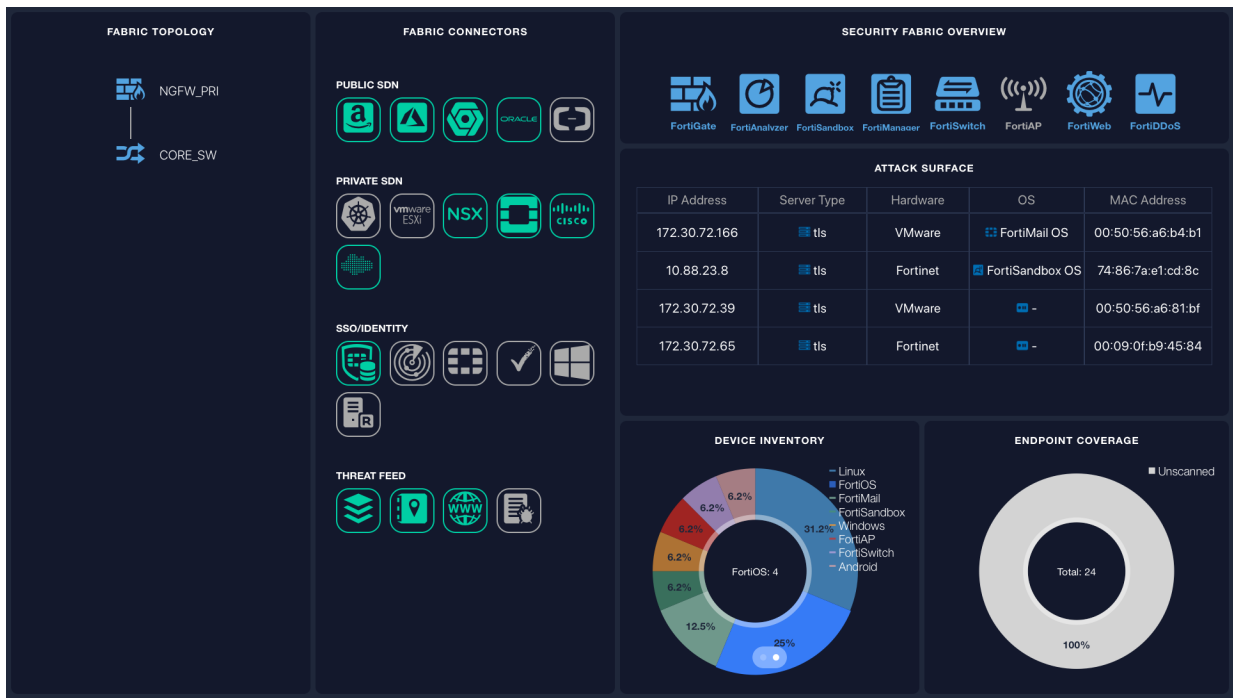 FABRIC TOPOLOGY
NGFW_PRI
CORE_SW
FABRIC CONNECTORS
PUBLIC SDN
a
ORACLE
PRIVATE SDN
vmware
ESXi
NSX
CISCO
SSO/IDENTITY
R
THREAT FEED
WWW
SECURITY FABRIC OVERVIEW
FortiGate
FortiAnalyzer
FortiSandbox
FortiManager
FortiSwitch
FortiAP
FortiWeb
FortiDDoS
ATTACK SURFACE
IP Address Server Type Hardware OS MAC Address
172.30.72.166 tls VMware FortiMail OS 00:50:56:a6:b4:b1
10.88.23.8 tls Fortinet FortiSandbox OS 74:86:7a:e1:cd:8c
172.30.72.39 tls VMware - 00:50:56:a6:81:bf
172.30.72.65 tls Fortinet - 00:09:0f:b9:45:84
DEVICE INVENTORY
Linux
FortiOS
FortiMail
FortiSandbox
Windows
FortiAP
FortiSwitch
Android
6.2%
6.2%
6.2%
6.2%
6.2%
12.5%
25%
31.2%
FortiOS: 4
ENDPOINT COVERAGE
Unscanned
Total: 24
100%